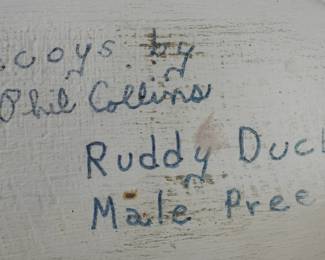 .coys by
Phil Collins
Ruddy Duc
Male Pree